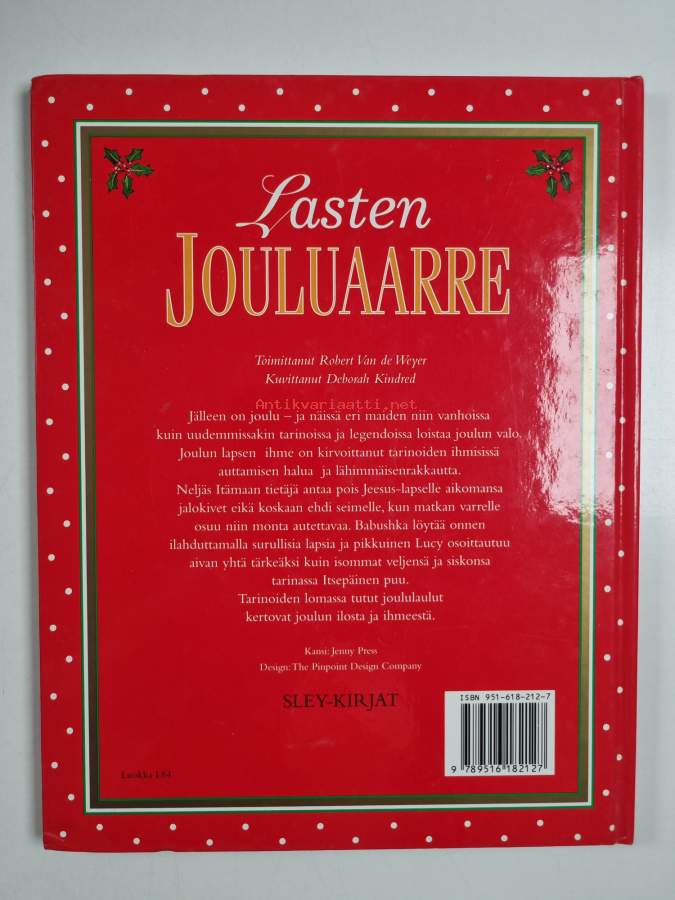 Lasten
JOULUAARRE
Toimittanut Robert Van de Weyer
Kuvittanut Deborah Kindred
Antikvariaatti.net
Jälleen on joulu – ja näissä eri maiden niin vanhoissa
kuin uudemmissakin tarinoissa ja legendoissa loistaa joulun valo.
Joulun lapsen ihme on kirvoittanut tarinoiden ihmisissä
auttamisen halua ja lähimmäisenrakkautta.
Neljäs Itämaan tietäjä antaa pois Jeesus-lapselle aikomansa
jalokivet eikä koskaan ehdi seimelle, kun matkan varrelle
osuu niin monta autettavaa. Babushka löytää onnen
ilahduttamalla surullisia lapsia ja pikkuinen Lucy osoittautuu
aivan yhtä tärkeäksi kuin isommat veljensä ja siskonsa
tarinassa Itsepäinen puu.
Tarinoiden lomassa tutut joululaulut
kertovat joulun ilosta ja ihmeestä.
Kansi: Jenny Press
Design: The Pinpoint Design Company
SLEY-KIRJAT
ISBN 951-618-212-7
9 789516 182127
Luokka 1.84